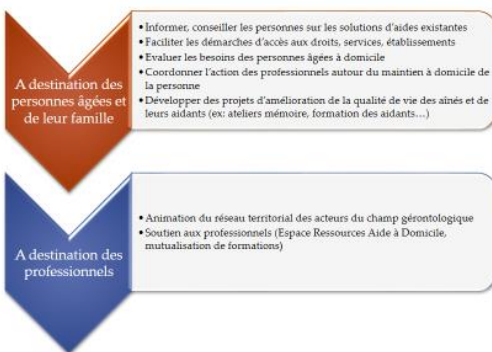 A destination des
personnes âgées et
de leur famille
• Informer, conseiller les personnes sur les solutions d'aides existantes
• Faciliter les démarches d'accès aux droits, services, établissements
• Evaluer les besoins des personnes âgées à domicile
• Coordonner l'action des professionnels autour du maintien à domicile de
la personne
• Développer des projets d'amélioration de la qualité de vie des aînés et de
leurs aidants (ex: ateliers mémoire, formation des aidants…)
A destination des
professionnels
• Animation du réseau territorial des acteurs du champ gérontologique
• Soutien aux professionnels (Espace Ressources Aide à Domicile,
mutualisation de formations)